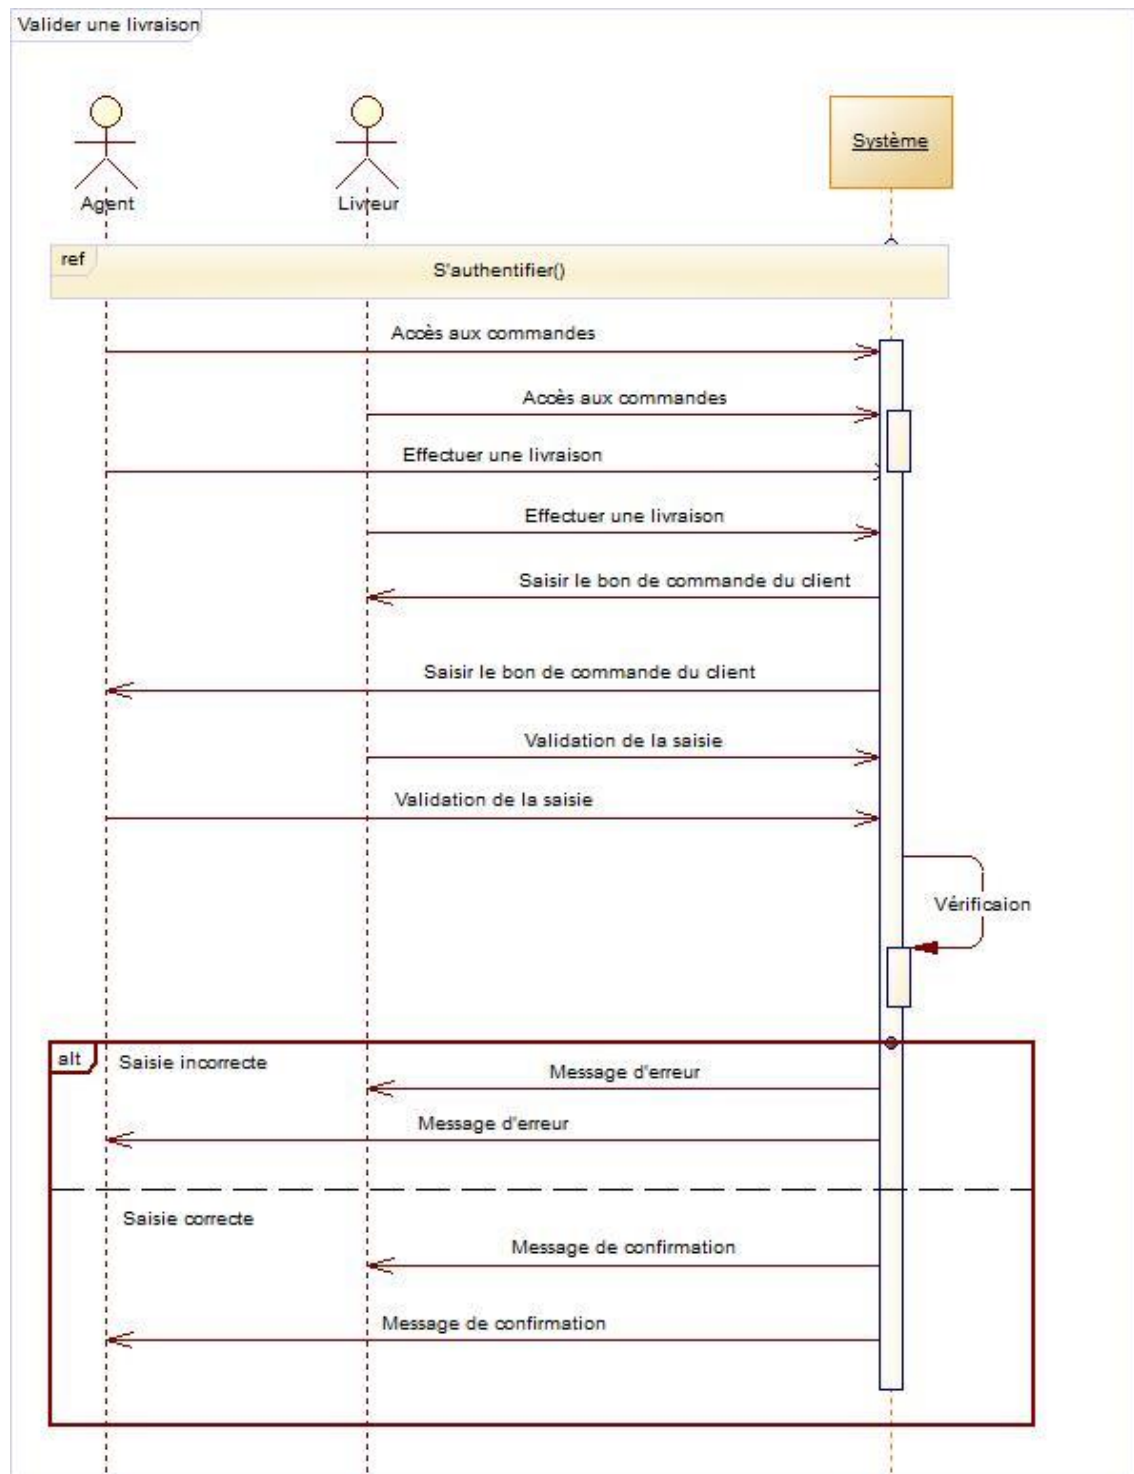 Valider une livraison
Système
Agent
Livreur
ref
S'authentifier()
Accès aux commandes
Accès aux commandes
Effectuer une livraison
Effectuer une livraison
Saisir le bon de commande du client
Saisir le bon de commande du client
Validation de la saisie
Validation de la saisie
Vérificaion
alt
Saisie incorrecte
Message d'erreur
Message d'erreur
Saisie correcte
Message de confirmation
Message de confirmation